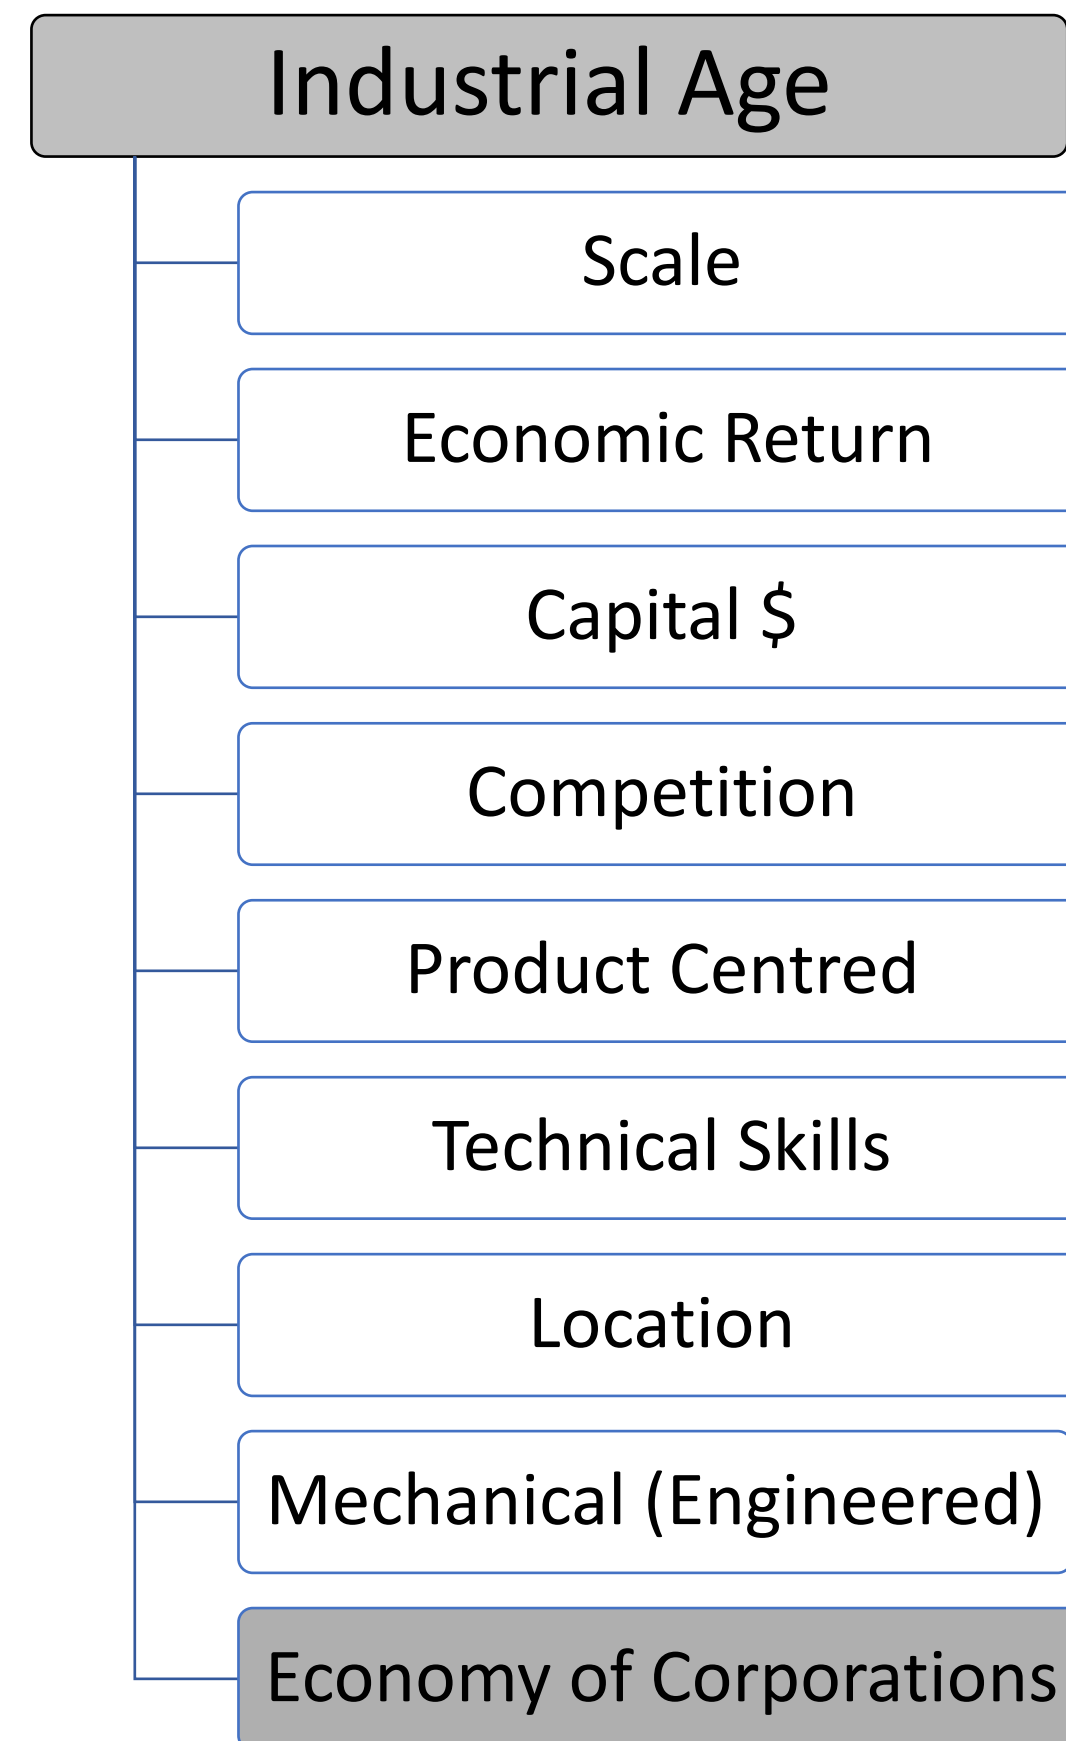 Industrial Age
Scale
Economic Return
Capital $
Competition
Product Centred
Technical Skills
Location
Mechanical (Engineered)
Economy of Corporations